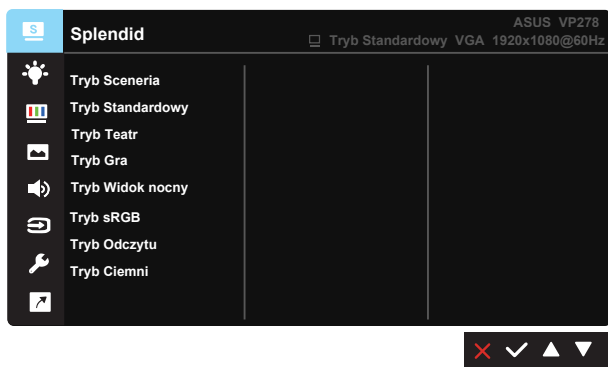 S
Splendid
ASUS VP278
Tryb Standardowy VGA 1920x1080@60Hz
Tryb Sceneria
Tryb Standardowy
Tryb Teatr
Tryb Gra
Tryb Widok nocny
Tryb sRGB
Tryb Odczytu
Tryb Ciemni